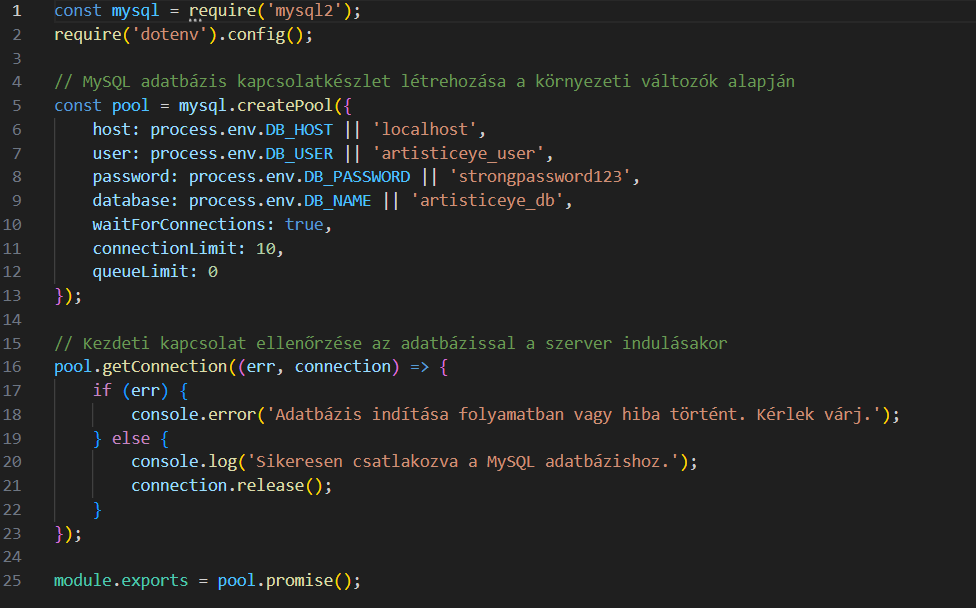 1 const mysql = require('mysql2');
2 require('dotenv').config();
3
4 // MySQL adatbázis kapcsolatkészlet létrehozása a környezeti változók alapján
5 const pool = mysql.createPool({
6     host: process.env.DB_HOST || 'localhost',
7     user: process.env.DB_USER || 'artisticeye_user',
8     password: process.env.DB_PASSWORD || 'strongpassword123',
9     database: process.env.DB_NAME || 'artisticeye_db',
10     waitForConnections: true,
11     connectionLimit: 10,
12     queueLimit: 0
13 });
14
15 // Kezdeti kapcsolat ellenőrzése az adatbázissal a szerver indulásakor
16 pool.getConnection((err, connection) => {
17     if (err) {
18         console.error('Adatbázis indítása folyamatban vagy hiba történt. Kérlek várj.');
19     } else {
20         console.log('Sikeresen csatlakozva a MySQL adatbázishoz.');
21         connection.release();
22     }
23 });
24
25 module.exports = pool.promise();